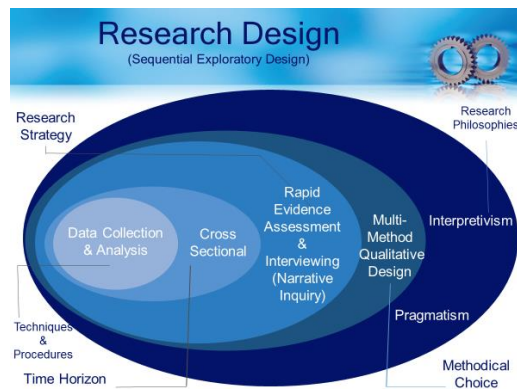 Research Design
(Sequential Exploratory Design)
Research
Strategy
Research
Philosophies
Data Collection
& Analysis
Cross
Sectional
Rapid
Evidence
Assessment
&
Interviewing
(Narrative
Inquiry)
Multi-
Method
Qualitative
Design
Interpretivism
Pragmatism
Techniques
&
Procedures
Time Horizon
Methodical
Choice